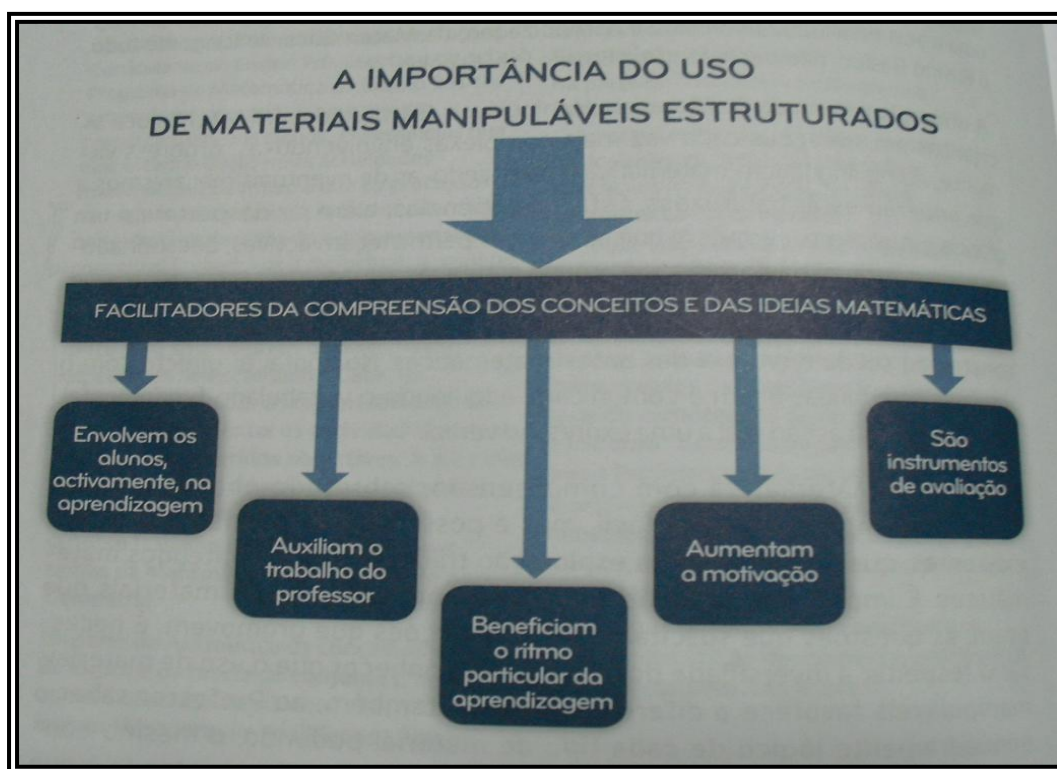 A IMPORTÂNCIA DO USO
DE MATERIAIS MANIPULÁVEIS ESTRUTURADOS
FACILITADORES DA COMPREENSÃO DOS CONCEITOS E DAS IDEIAS MATEMÁTICAS
Envolvem os
alunos,
activamente, na
aprendizagem
Auxiliam o
trabalho do
professor
Beneficiam
o ritmo
particular da
aprendizagem
Aumentam
a motivação
São
instrumentos
de avaliação